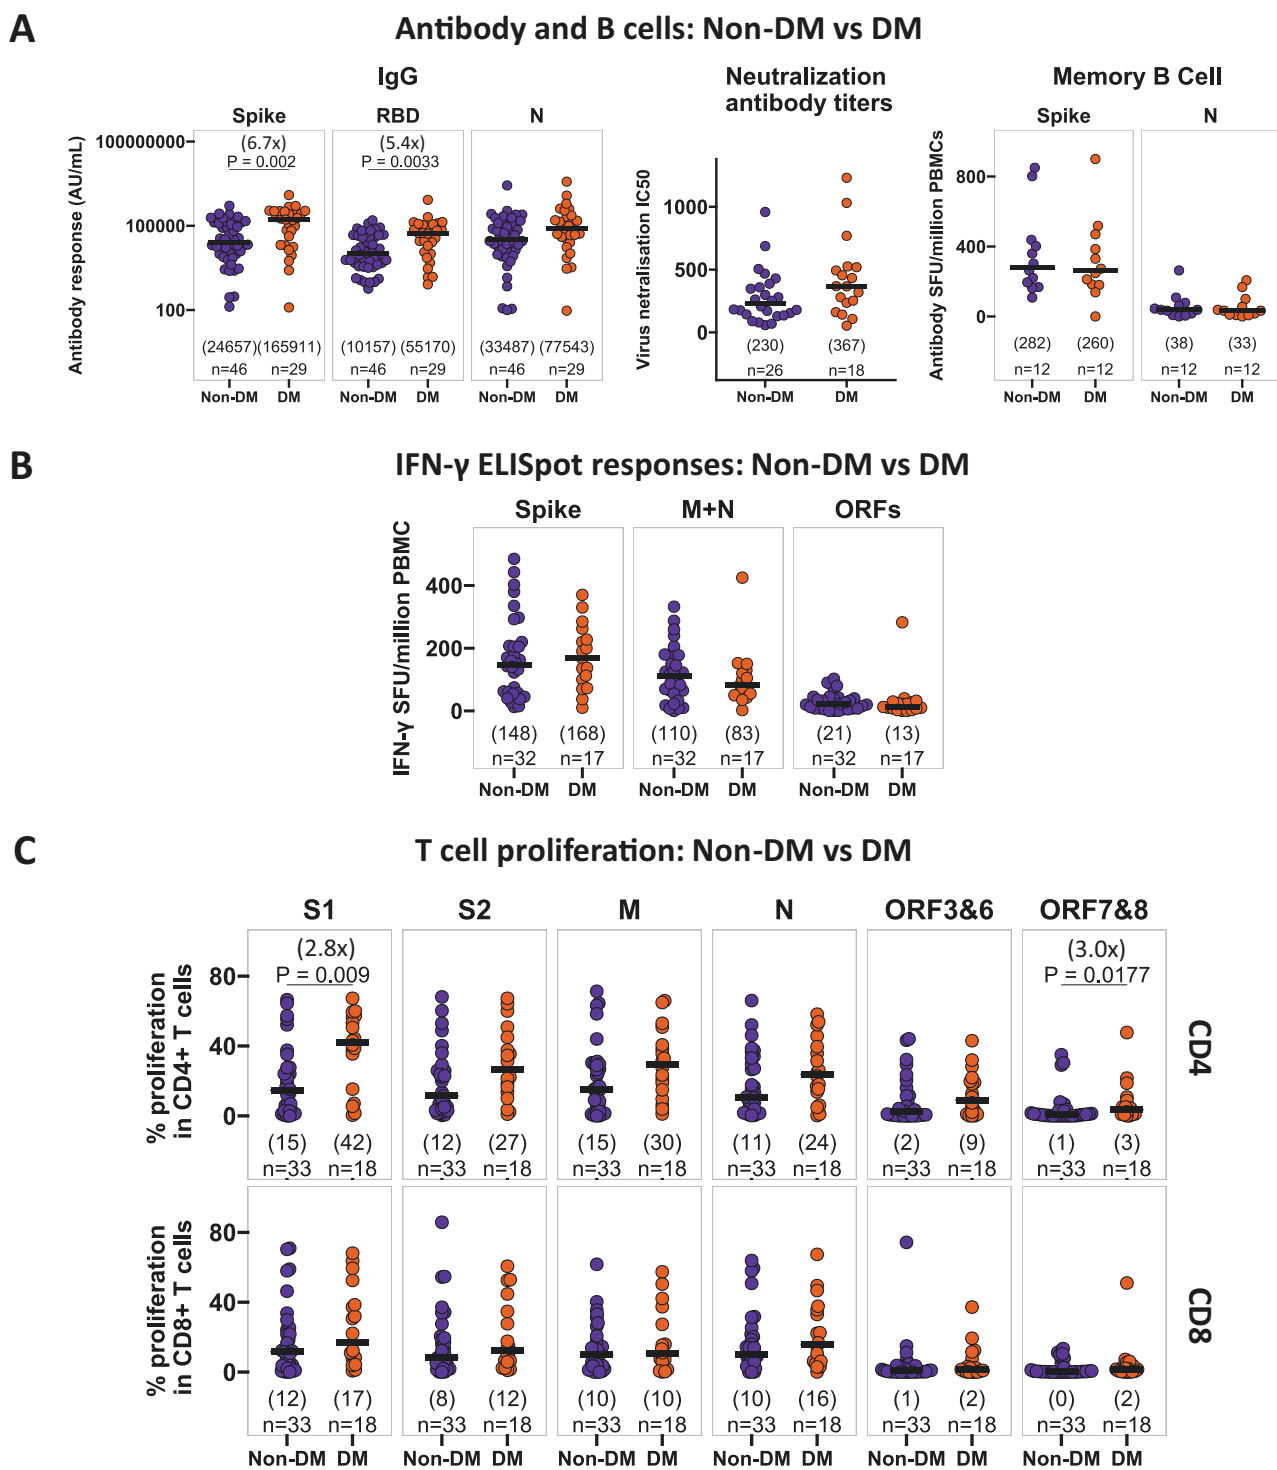 A
Antibody and B cells: Non-DM vs DM
IgG
Neutralization
antibody titers
Memory B Cell
Spike
RBD
N
Spike
N
Antibody response (AU/mL)
100000000
100000
100
(6.7x)
P = 0.002
(5.4x)
P = 0.0033
(24657)
(165911)
(10157)
(55170)
(33487)
(77543)
n=46
n=29
n=46
n=29
n=46
n=29
Non-DM
DM
Non-DM
DM
Non-DM
DM
Virus netralisation IC50
1000
500
0
(230)
(367)
n=26
n=18
Non-DM
DM
Antibody SFU/million PBMCs
800
400
0
(282)
(260)
(38)
(33)
n=12
n=12
n=12
n=12
Non-DM
DM
Non-DM
DM
B
IFN-γ ELISpot responses: Non-DM vs DM
Spike
M+N
ORFs
IFN-γ SFU/million PBMC
400
200
0
(148)
(168)
(110)
(83)
(21)
(13)
n=32
n=17
n=32
n=17
n=32
n=17
Non-DM
DM
Non-DM
DM
Non-DM
DM
C
T cell proliferation: Non-DM vs DM
S1
S2
M
N
ORF3&6
ORF7&8
% proliferation
in CD4+ T cells
80
40
0
(2.8x)
P = 0.009
(3.0x)
P = 0.0177
(15)
(42)
(12)
(27)
(15)
(30)
(11)
(24)
(2)
(9)
(1)
(3)
n=33
n=18
n=33
n=18
n=33
n=18
n=33
n=18
n=33
n=18
n=33
n=18
CD4
% proliferation
in CD8+ T cells
80
40
0
(12)
(17)
(8)
(12)
(10)
(10)
(10)
(16)
(1)
(2)
(0)
(2)
n=33
n=18
n=33
n=18
n=33
n=18
n=33
n=18
n=33
n=18
n=33
n=18
CD8
Non-DM
DM
Non-DM
DM
Non-DM
DM
Non-DM
DM
Non-DM
DM
Non-DM
DM